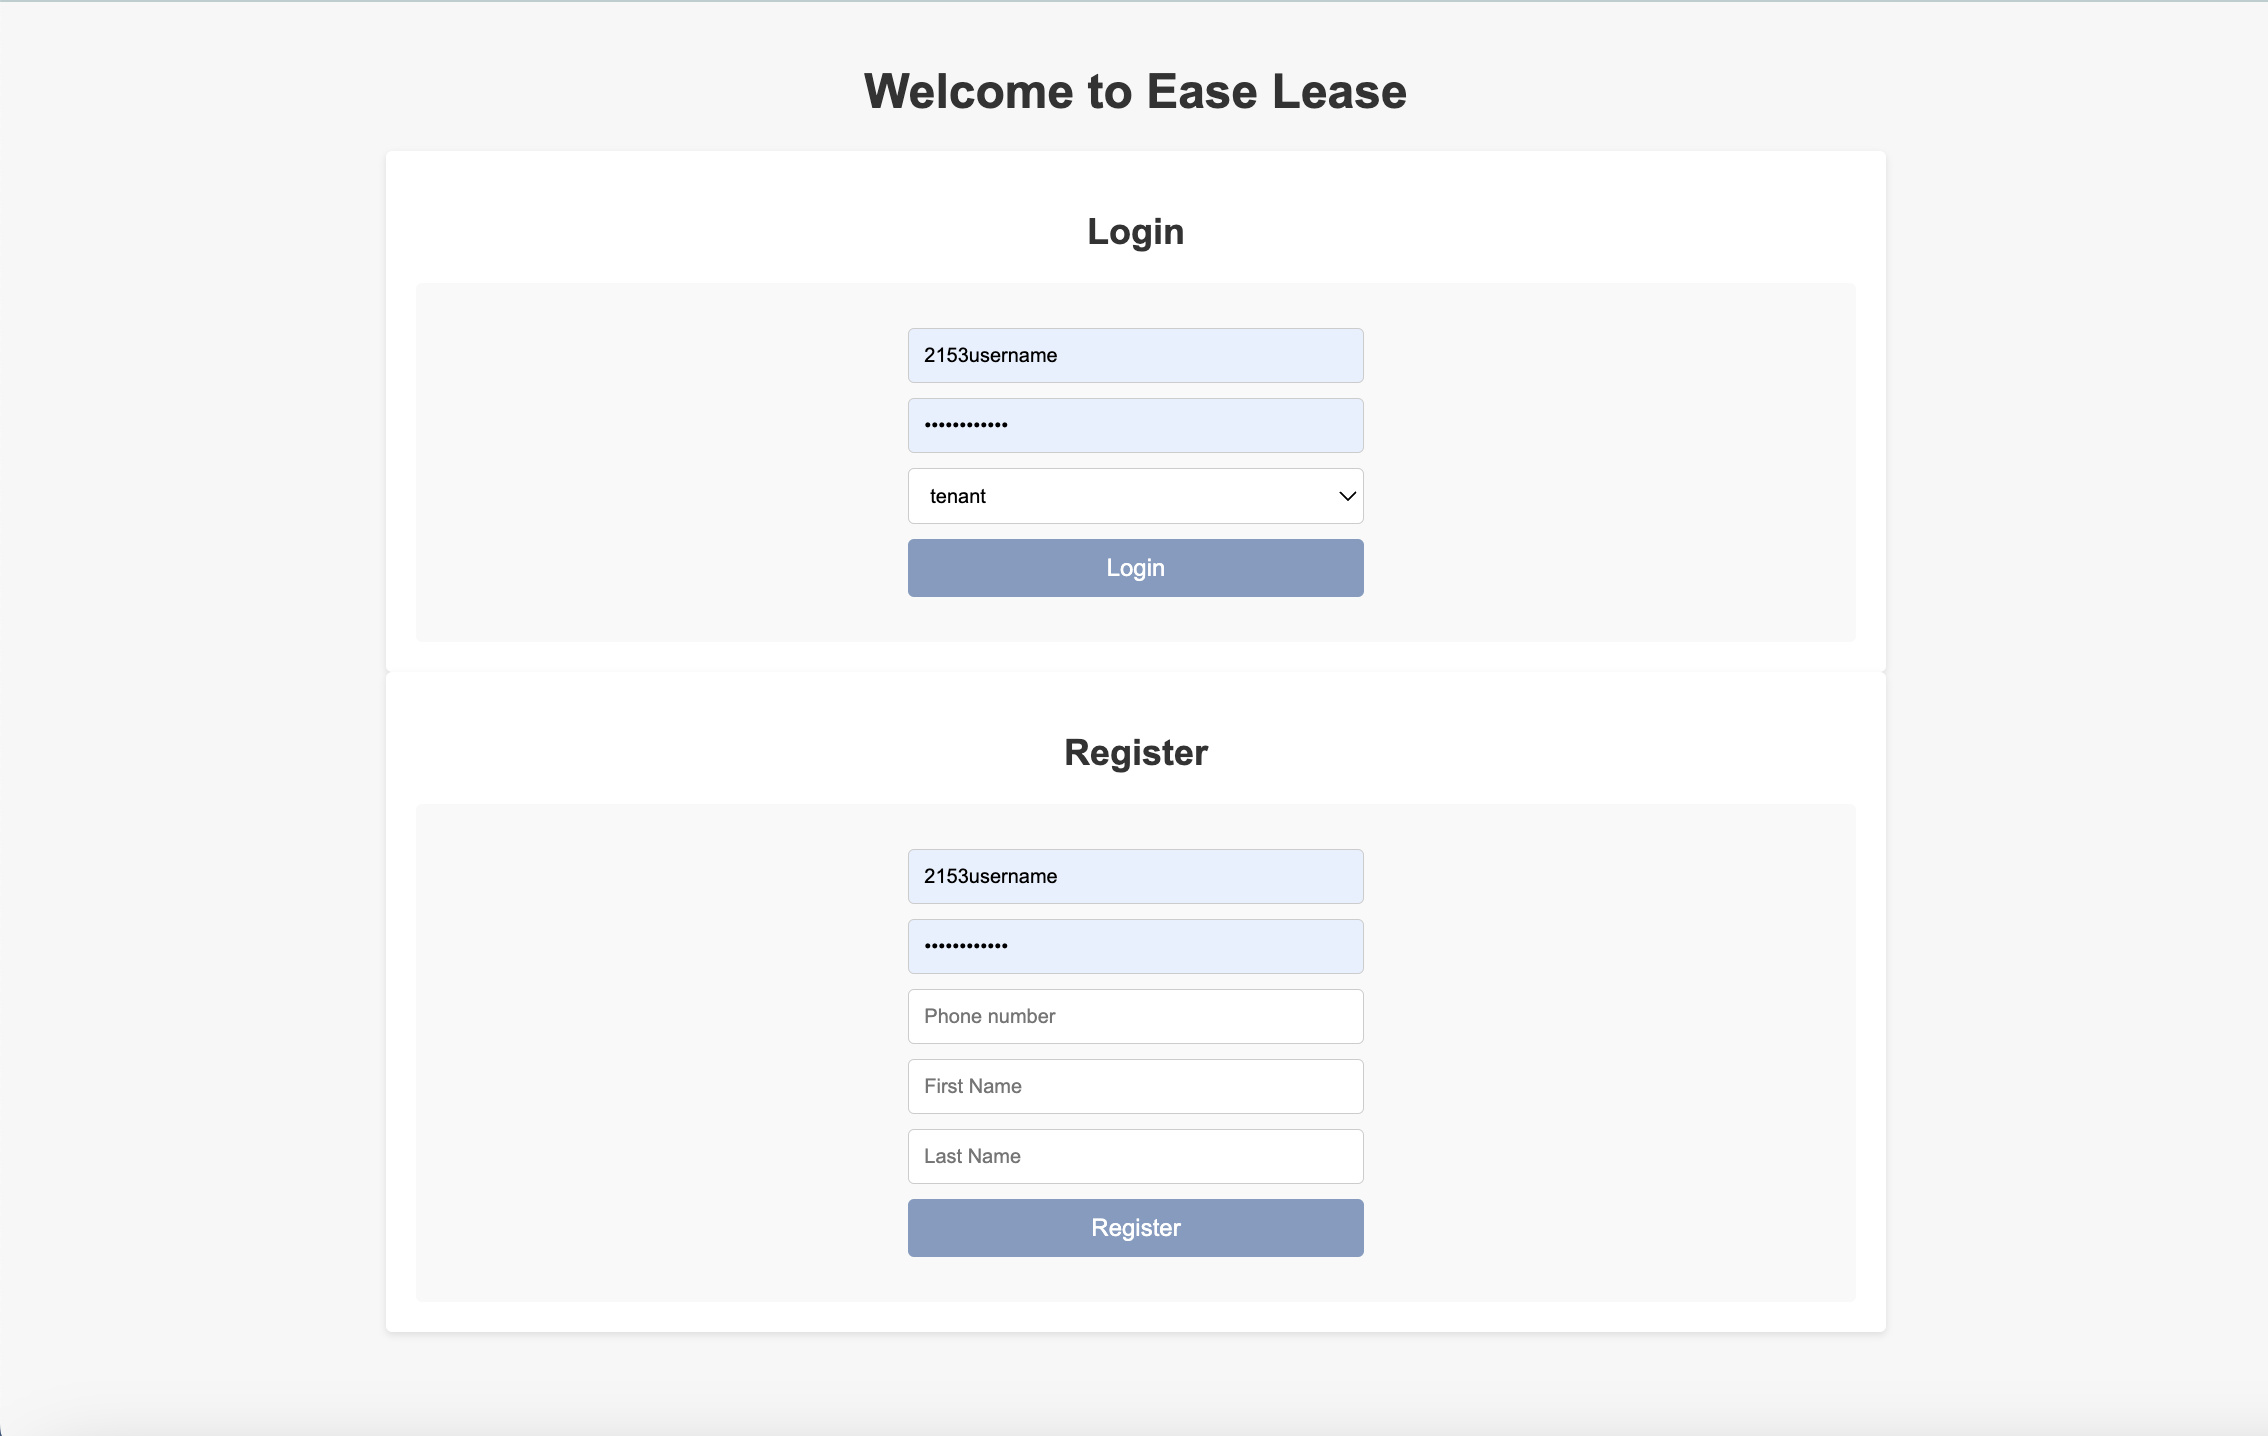 Welcome to Ease Lease
Login
2153username
••••••••••••
tenant
Login
Register
2153username
••••••••••••
Phone number
First Name
Last Name
Register